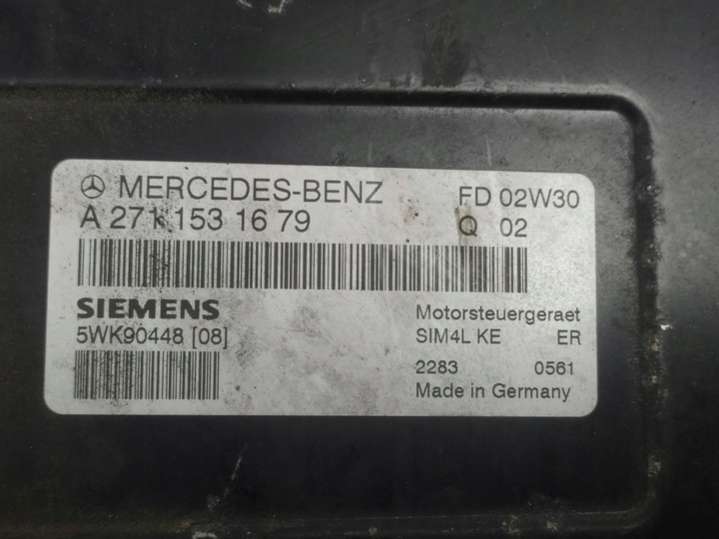 MERCEDES-BENZ FD 02W30
A 271 153 16 79 Q 02
SIEMENS Motorsteuergeraet
5WK90448 [08] SIM4L KE ER
2283 0561
Made in Germany